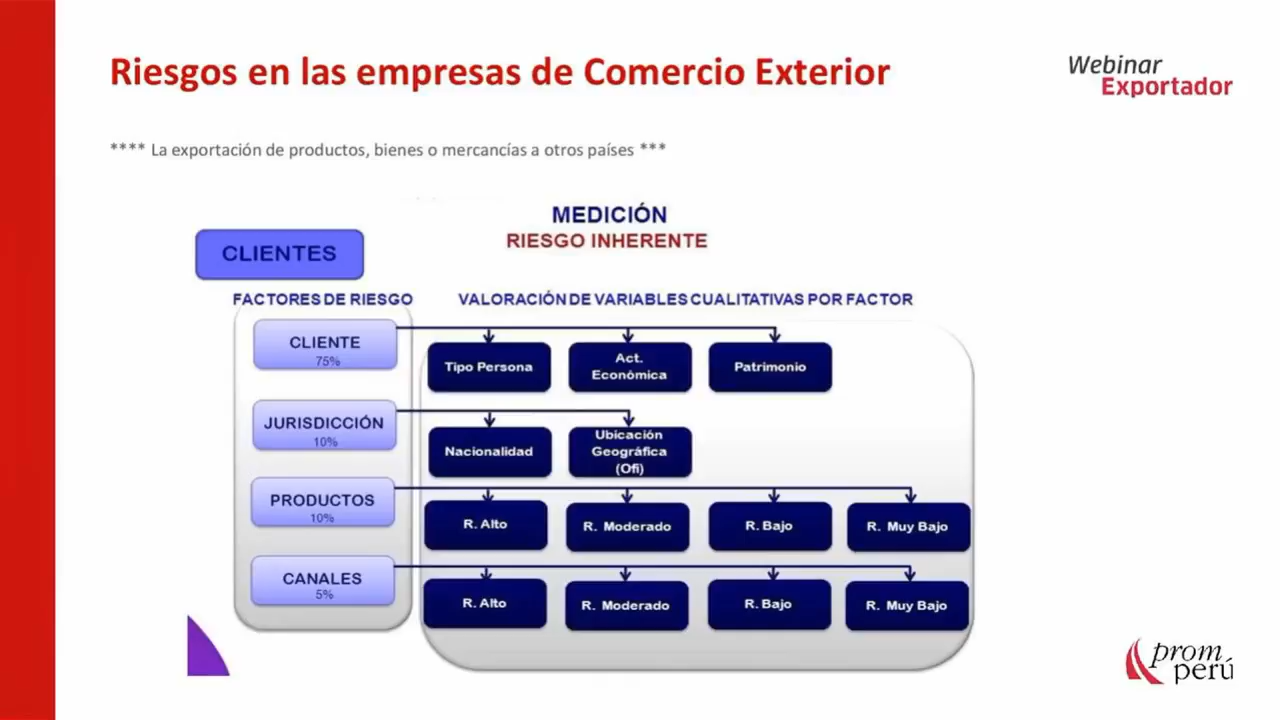 Riesgos en las empresas de Comercio Exterior
Webinar
Exportador
**** La exportación de productos, bienes o mercancías a otros países ***
MEDICIÓN
RIESGO INHERENTE
CLIENTES
FACTORES DE RIESGO
VALORACIÓN DE VARIABLES CUALITATIVAS POR FACTOR
CLIENTE
75%
Tipo Persona
Act.
Económica
Patrimonio
JURISDICCIÓN
10%
Nacionalidad
Ubicación
Geográfica
(Ofi)
PRODUCTOS
10%
R. Alto
R. Moderado
R. Bajo
R. Muy Bajo
CANALES
5%
R. Alto
R. Moderado
R. Bajo
R. Muy Bajo
prom
perú